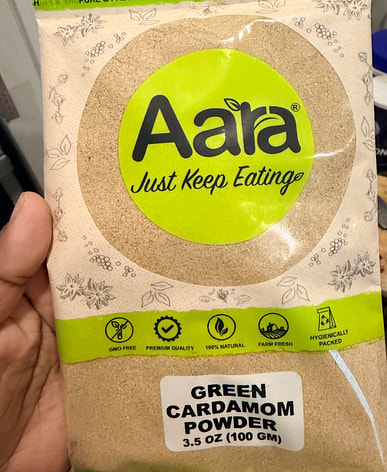 Aara®
Just Keep Eating
GMO FREE
PREMIUM QUALITY
100% NATURAL
FARM FRESH
HYGIENICALLY
PACKED
GREEN
CARDAMOM
POWDER
3.5 OZ (100 GM)